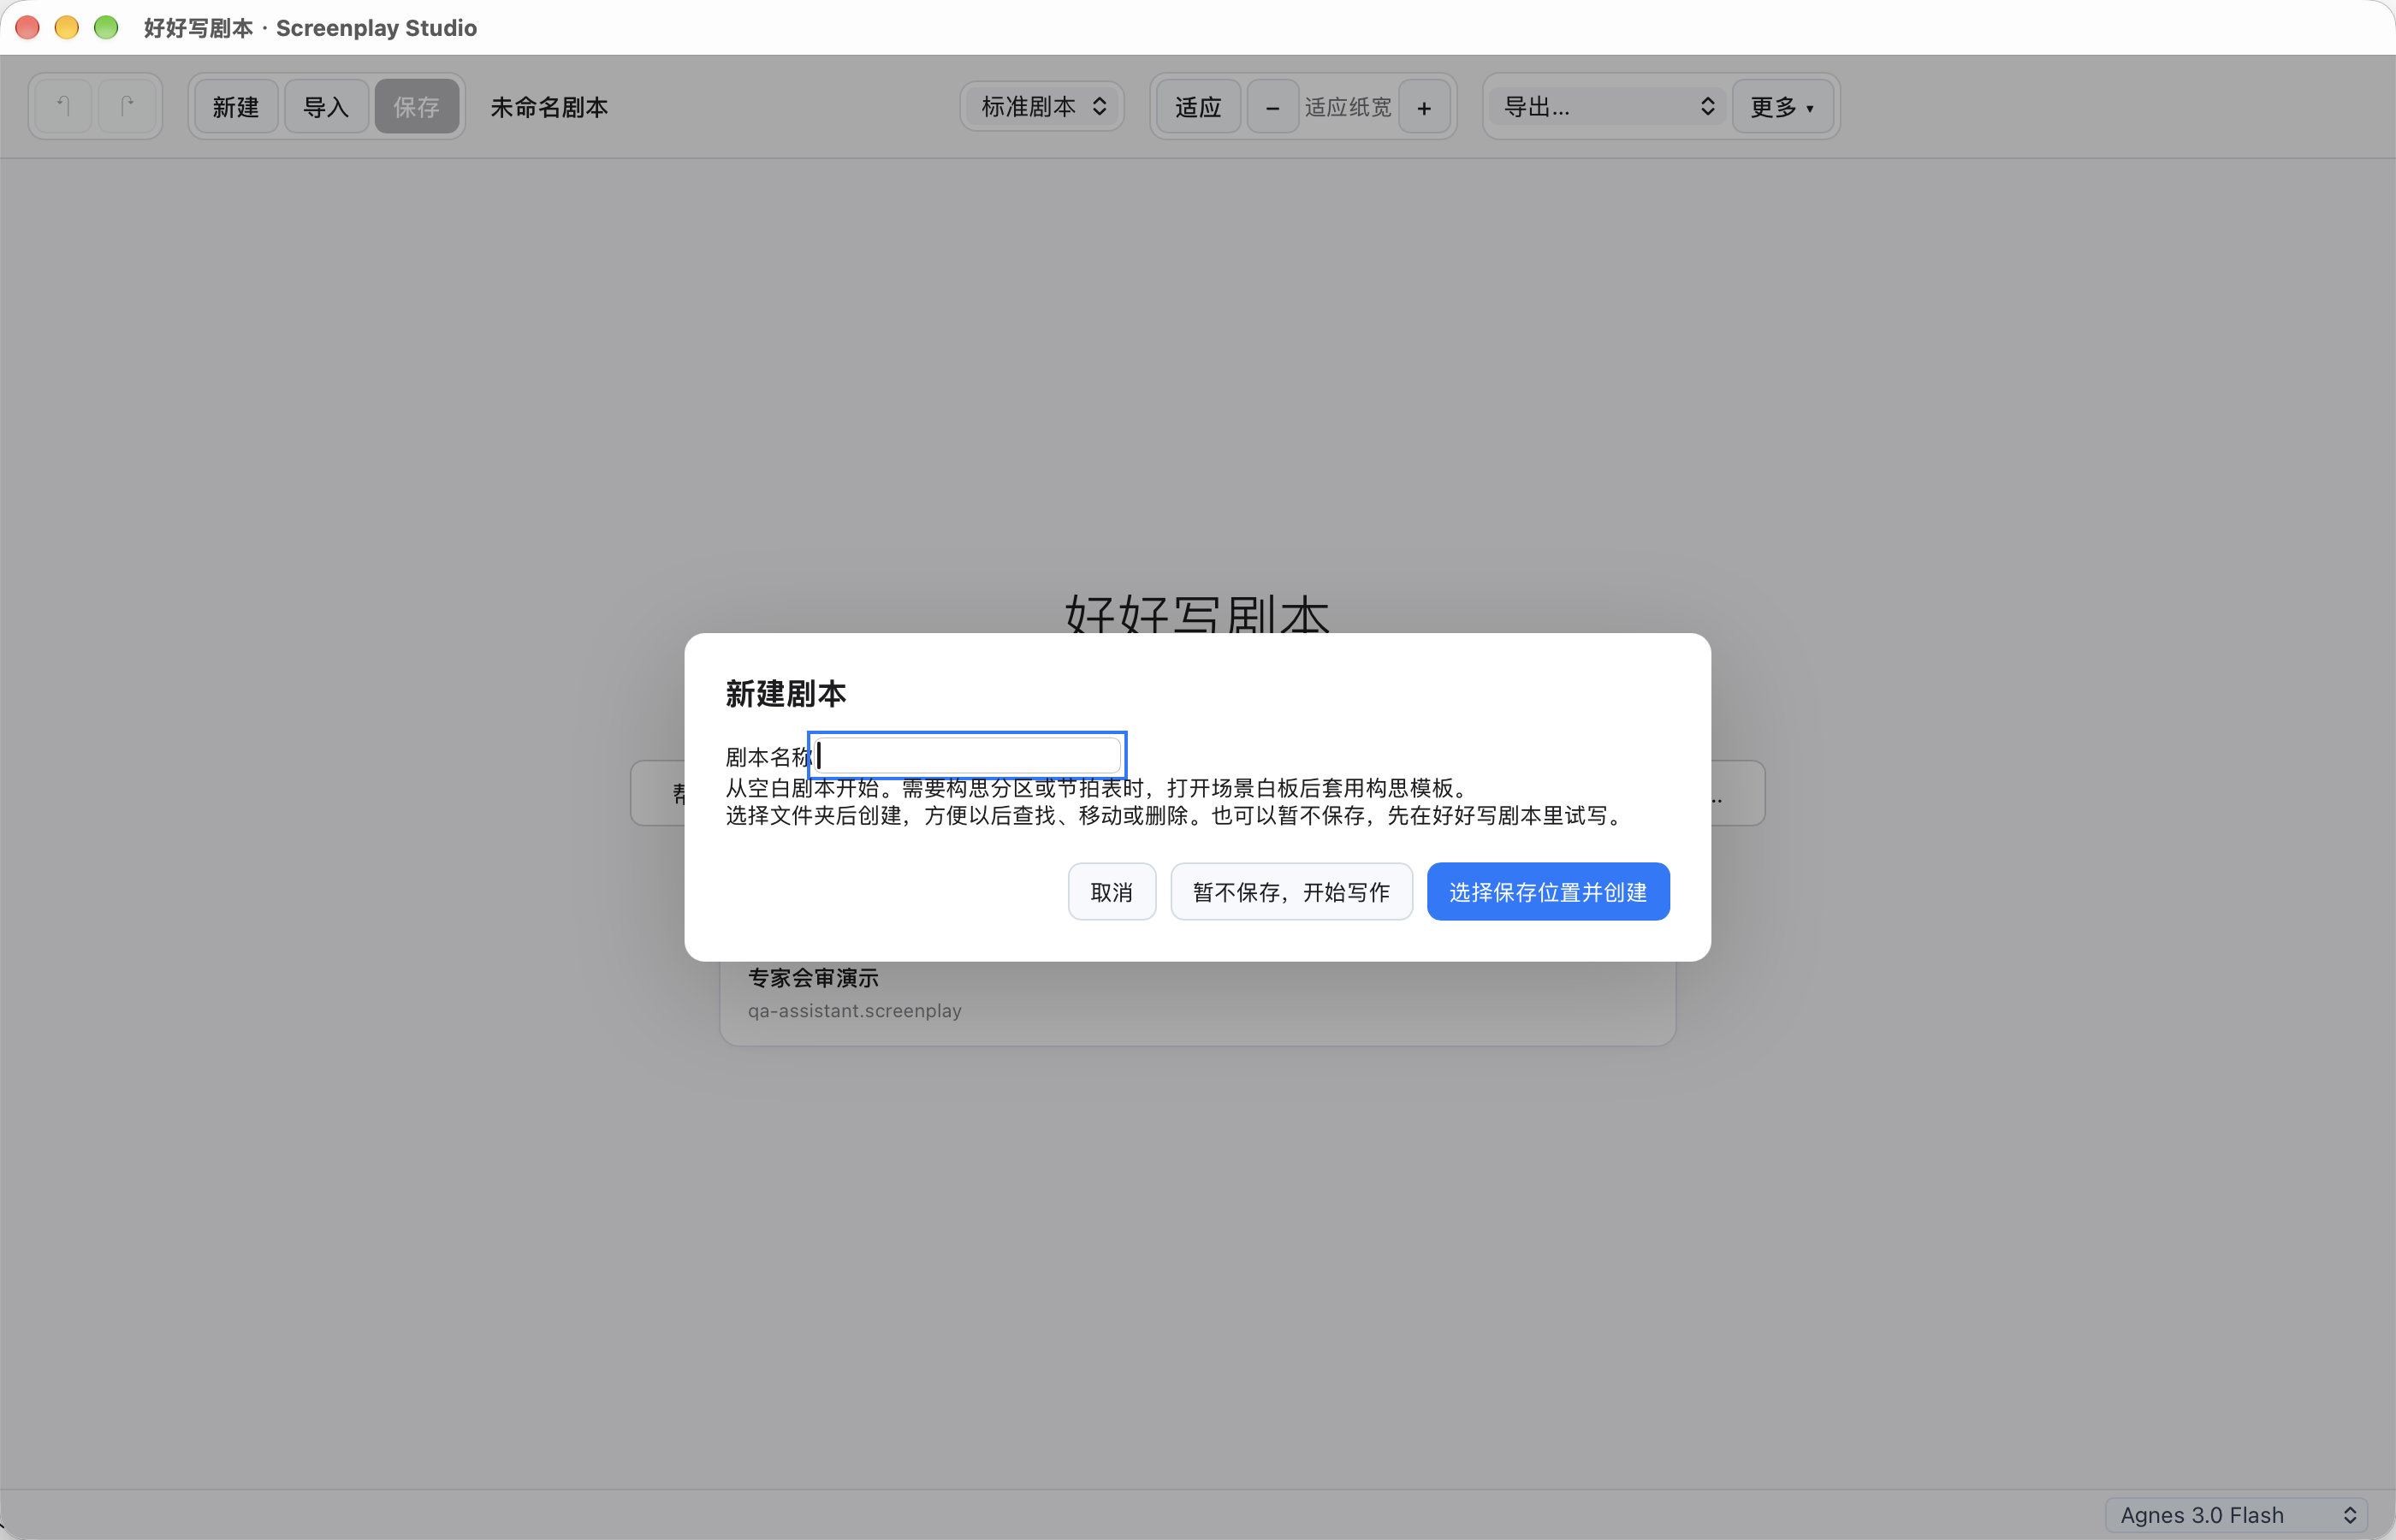 好好写剧本 · Screenplay Studio
新建 导入 保存 未命名剧本 标准剧本 适应 − 适应纸宽 + 导出... 更多 ▾
好好写剧本
新建剧本
剧本名称
从空白剧本开始。需要构思分区或节拍表时，打开场景白板后套用构思模板。
选择文件夹后创建，方便以后查找、移动或删除。也可以暂不保存，先在好好写剧本里试写。
取消 暂不保存，开始写作 选择保存位置并创建
专家会审演示
qa-assistant.screenplay
Agnes 3.0 Flash